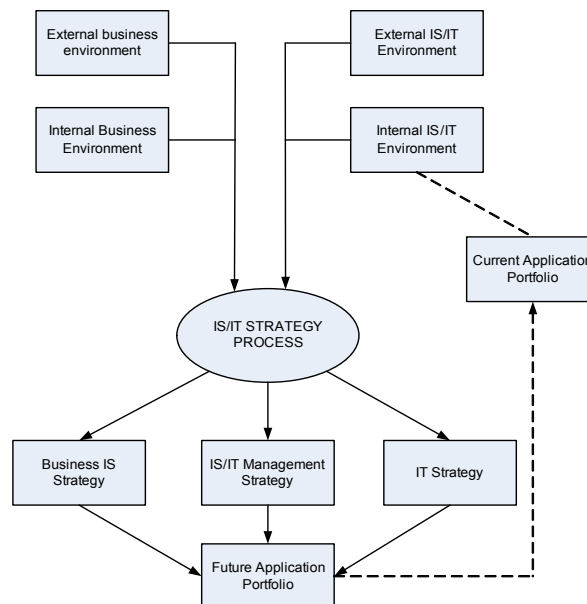 External business
environment
External IS/IT
Environment
Internal Business
Environment
Internal IS/IT
Environment
Current Application
Portfolio
IS/IT STRATEGY
PROCESS
Business IS
Strategy
IS/IT Management
Strategy
IT Strategy
Future Application
Portfolio